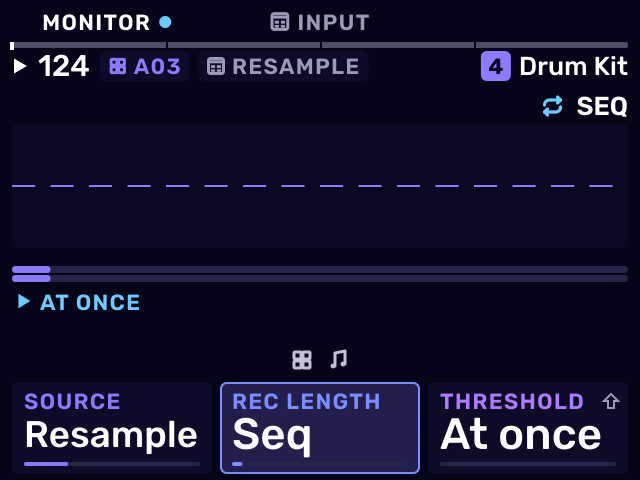 MONITOR INPUT
124 A03 RESAMPLE 4 Drum Kit
SEQ
AT ONCE
SOURCE REC LENGTH THRESHOLD
Resample Seq At once